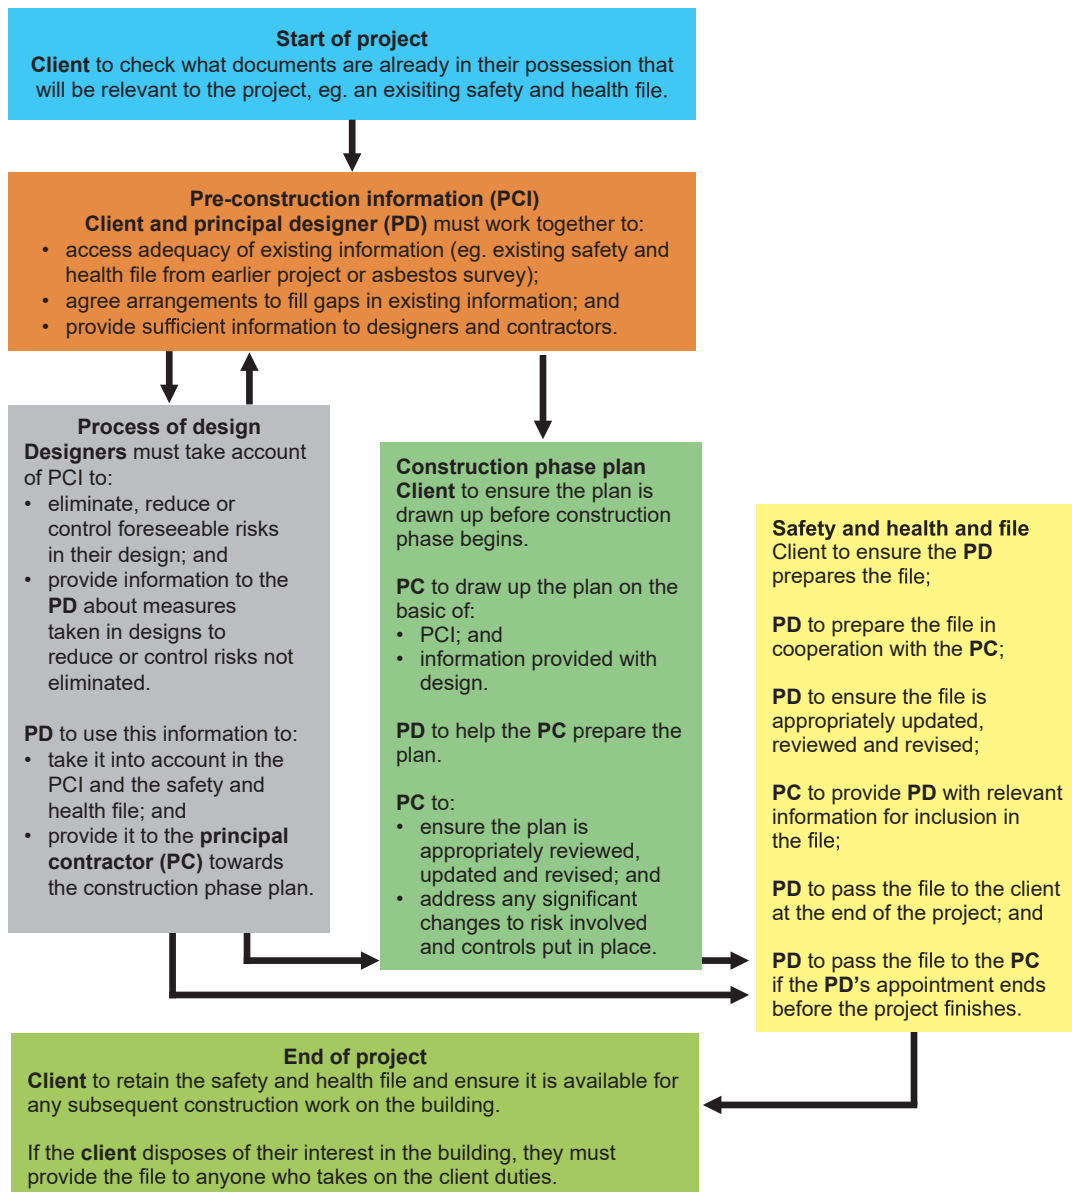 Start of project
Client to check what documents are already in their possession that
will be relevant to the project, eg. an exisiting safety and health file.
Pre-construction information (PCI)
Client and principal designer (PD) must work together to:
• access adequacy of existing information (eg. existing safety and
health file from earlier project or asbestos survey);
• agree arrangements to fill gaps in existing information; and
• provide sufficient information to designers and contractors.
Process of design
Designers must take account
of PCI to:
• eliminate, reduce or
control foreseeable risks
in their design; and
• provide information to the
PD about measures
taken in designs to
reduce or control risks not
eliminated.
PD to use this information to:
• take it into account in the
PCI and the safety and
health file; and
• provide it to the principal
contractor (PC) towards
the construction phase plan.
Construction phase plan
Client to ensure the plan is
drawn up before construction
phase begins.
PC to draw up the plan on the
basic of:
• PCI; and
• information provided with
design.
PD to help the PC prepare the
plan.
PC to:
• ensure the plan is
appropriately reviewed,
updated and revised; and
• address any significant
changes to risk involved
and controls put in place.
Safety and health and file
Client to ensure the PD
prepares the file;
PD to prepare the file in
cooperation with the PC;
PD to ensure the file is
appropriately updated,
reviewed and revised;
PC to provide PD with relevant
information for inclusion in
the file;
PD to pass the file to the client
at the end of the project; and
PD to pass the file to the PC
if the PD's appointment ends
before the project finishes.
End of project
Client to retain the safety and health file and ensure it is available for
any subsequent construction work on the building.
If the client disposes of their interest in the building, they must
provide the file to anyone who takes on the client duties.